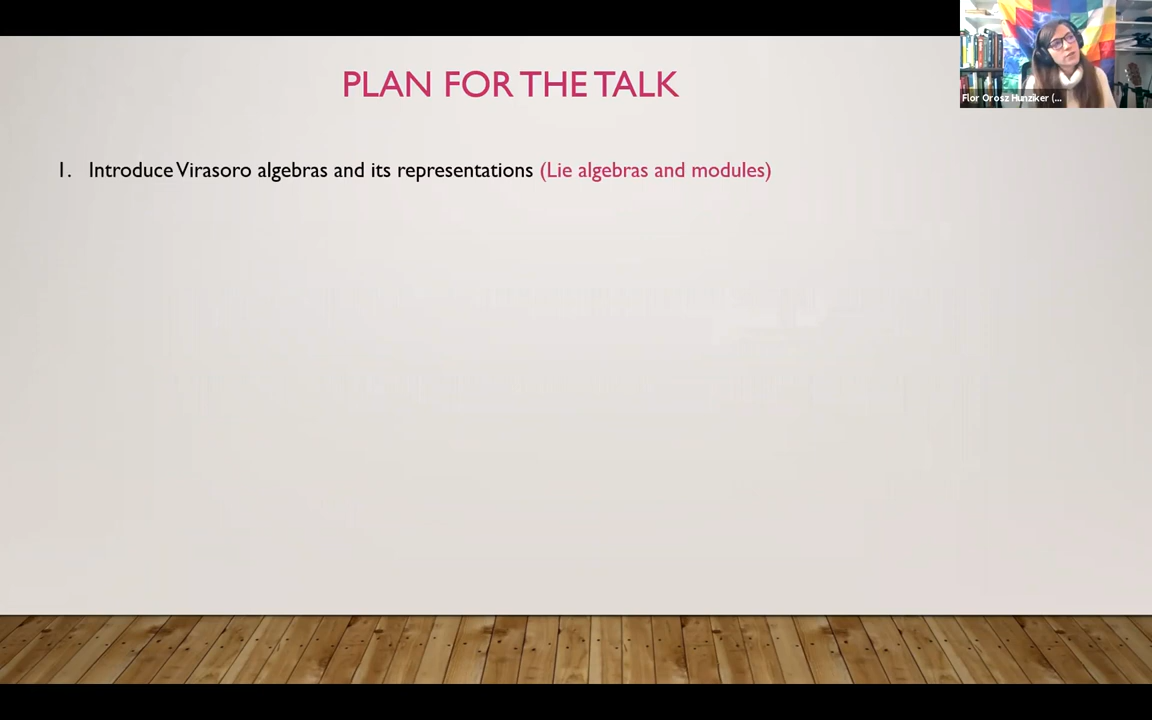 PLAN FOR THE TALK
1. Introduce Virasoro algebras and its representations (Lie algebras and modules)
Flor Orosz Hunziker (...